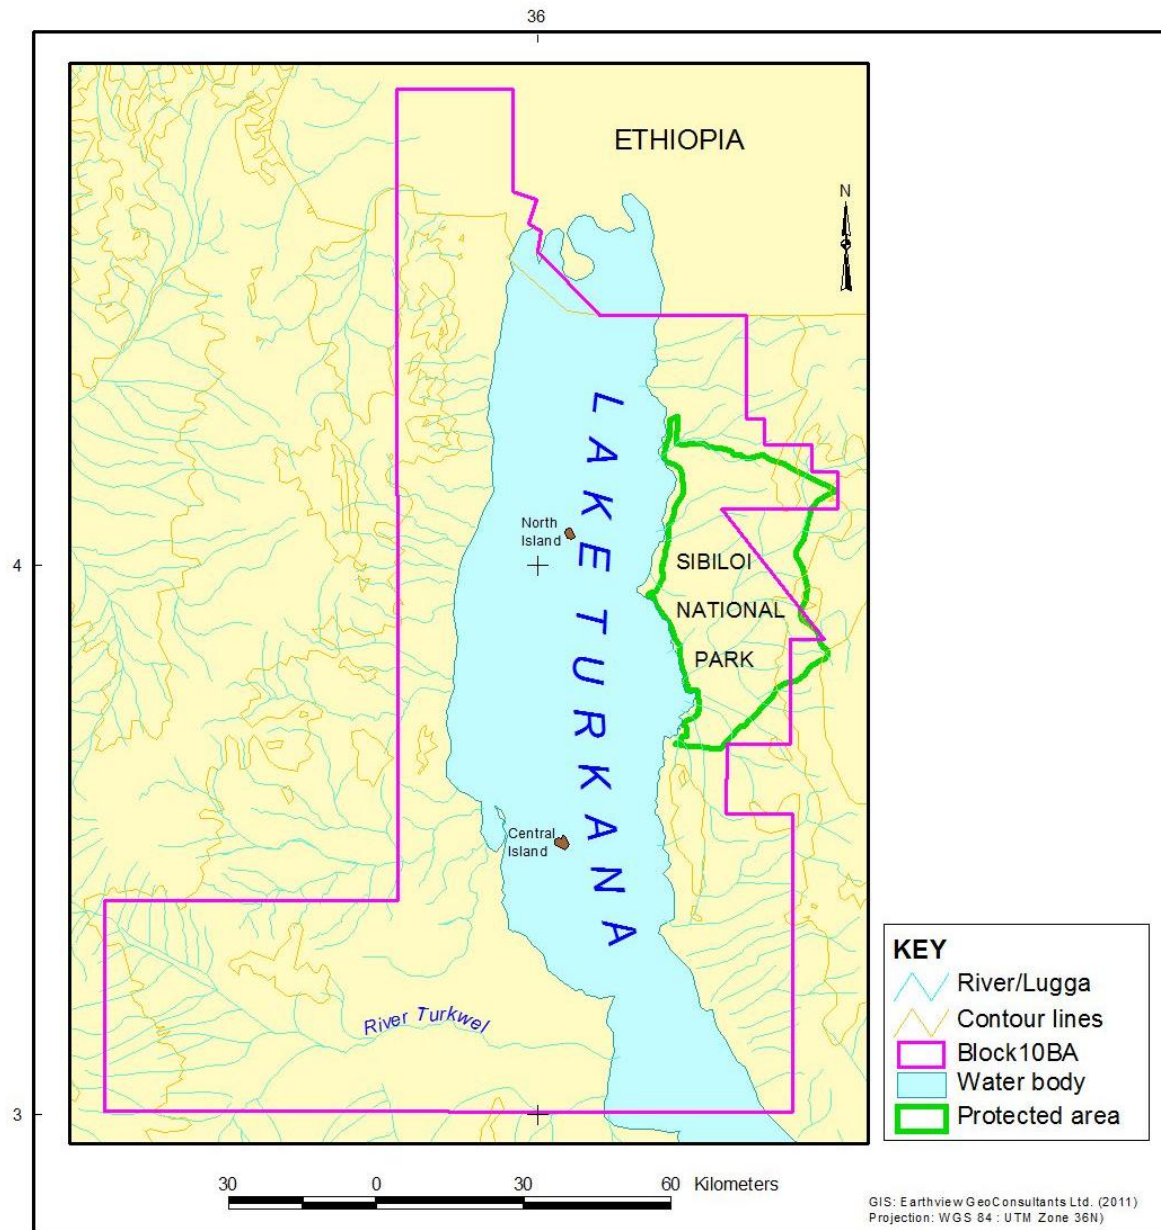 36
ETHIOPIA
N
LAKE TURKANA
North
Island
4
SIBILOI
NATIONAL
PARK
Central
Island
River Turkwel
3
KEY
River/Lugga
Contour lines
Block10BA
Water body
Protected area
30 0 30 60 Kilometers
GIS: Earthview GeoConsultants Ltd. (2011)
Projection: WGS 84 : UTM Zone 36N)